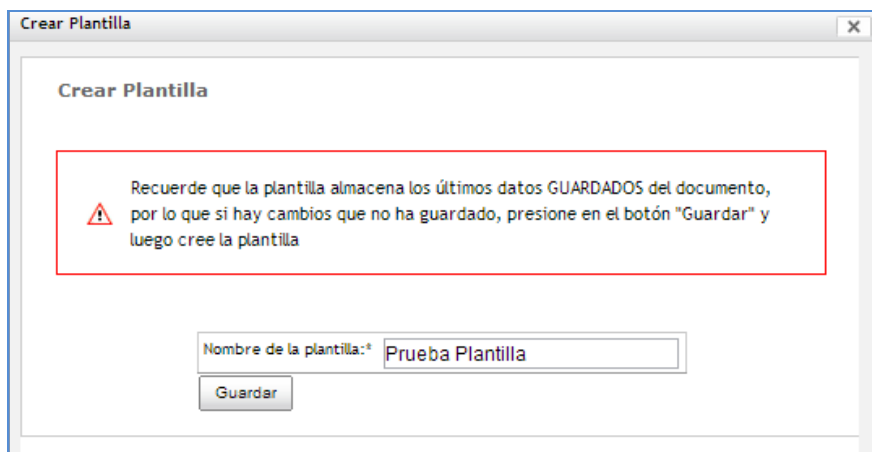 Crear Plantilla
Crear Plantilla
Recuerde que la plantilla almacena los últimos datos GUARDADOS del documento,
por lo que si hay cambios que no ha guardado, presione en el botón "Guardar" y
luego cree la plantilla
Nombre de la plantilla:* Prueba Plantilla
Guardar